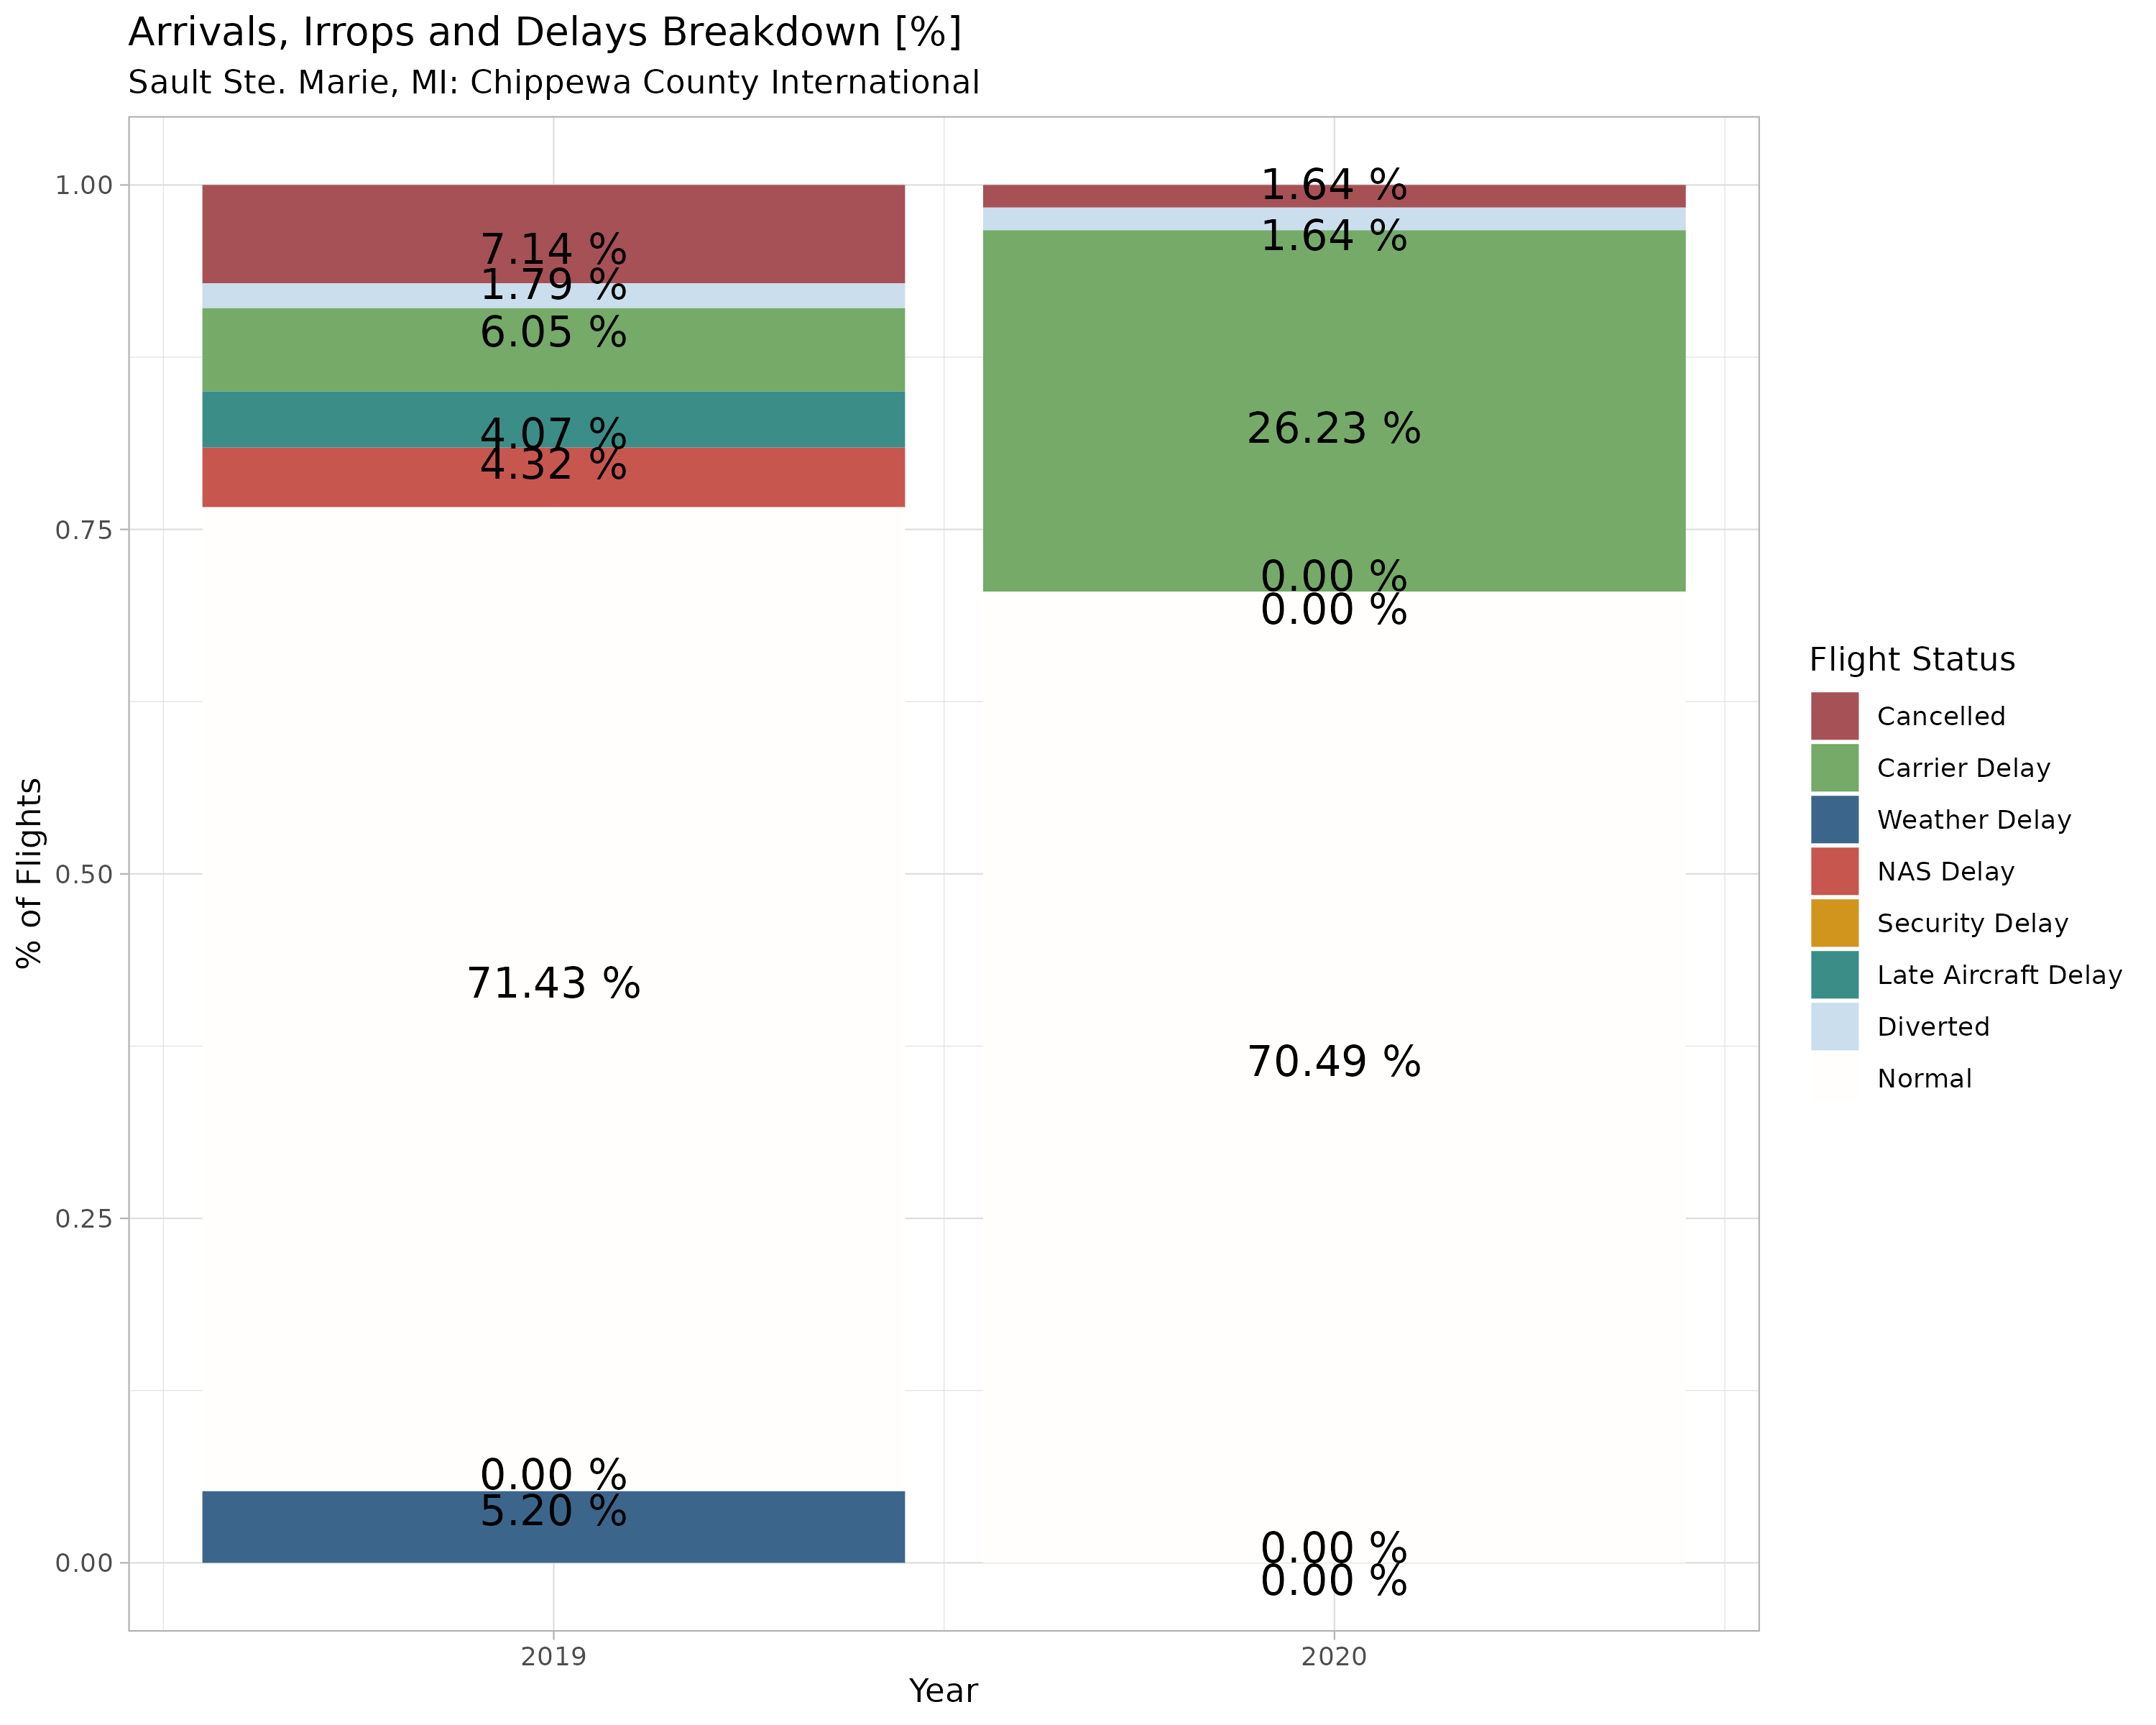 Arrivals, Irrops and Delays Breakdown [%]
Sault Ste. Marie, MI: Chippewa County International
% of Flights
1.00
0.75
0.50
0.25
0.00
7.14 %
1.79 %
6.05 %
4.07 %
4.32 %
71.43 %
0.00 %
5.20 %
1.64 %
1.64 %
26.23 %
0.00 %
0.00 %
70.49 %
0.00 %
0.00 %
2019
2020
Year
Flight Status
Cancelled
Carrier Delay
Weather Delay
NAS Delay
Security Delay
Late Aircraft Delay
Diverted
Normal